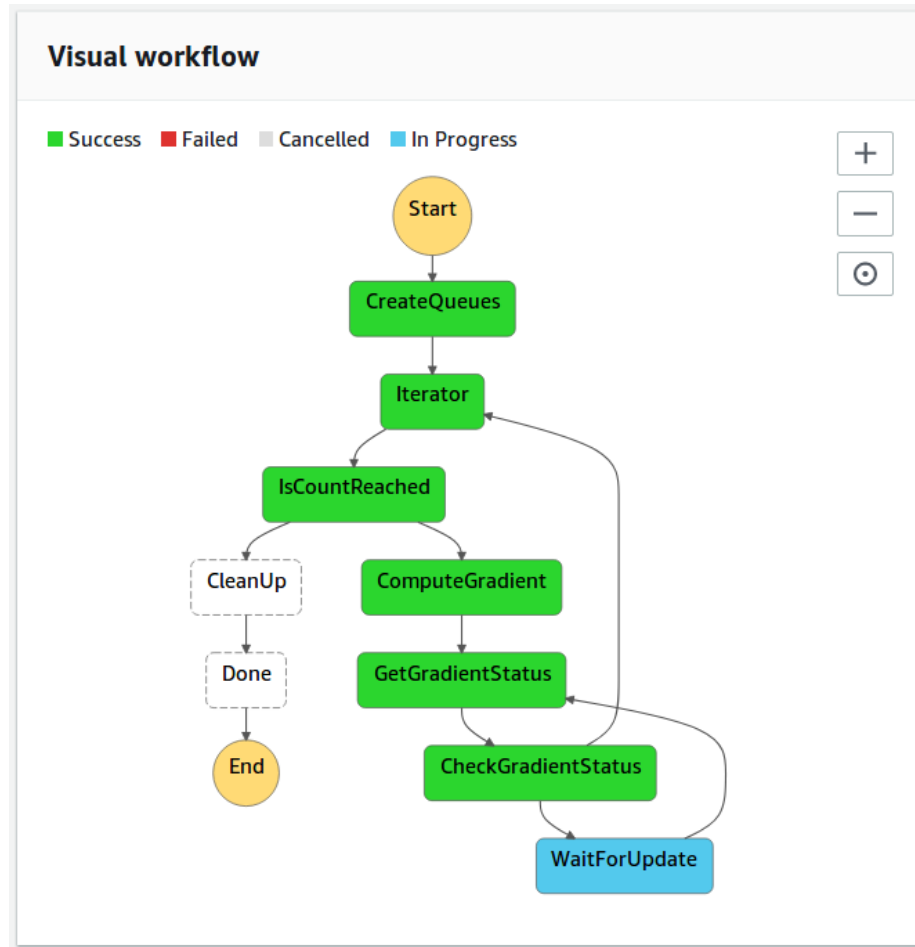 Visual workflow
Success Failed Cancelled In Progress
Start
CreateQueues
Iterator
IsCountReached
CleanUp ComputeGradient
Done GetGradientStatus
End CheckGradientStatus
WaitForUpdate